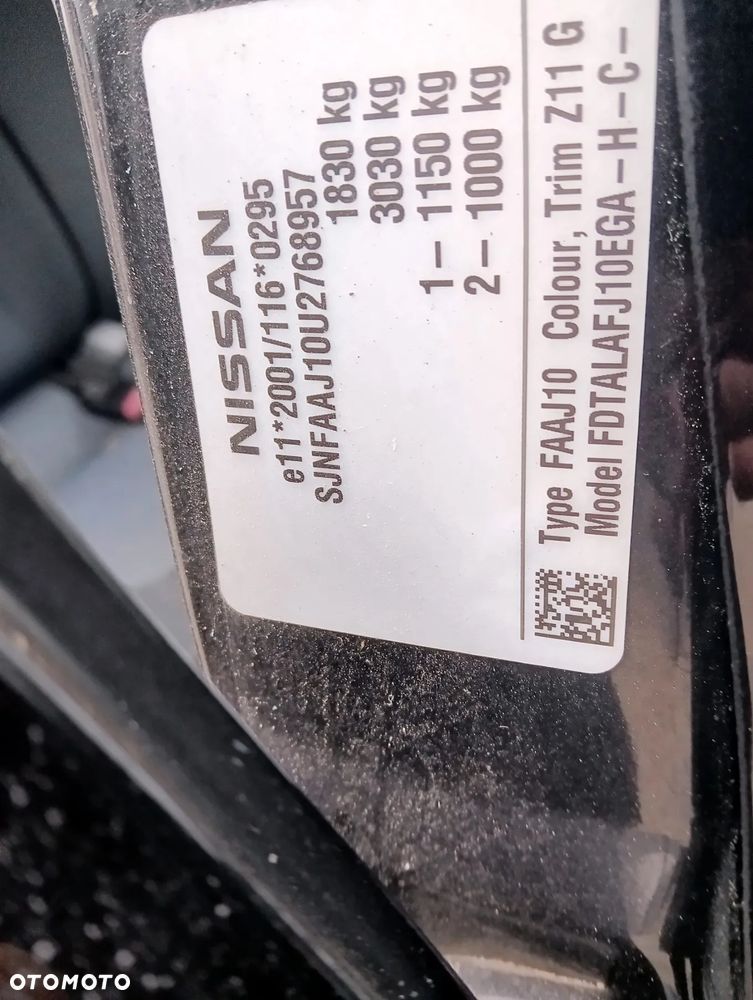 NISSAN
e11*2001/116*0295
SJNFAAJ10U2768957
1830 kg
3030 kg
1– 1150 kg
2– 1000 kg
Type FAAJ10 Colour, Trim Z11 G
Model FDTALAFJ10EGA – H – C –
OTOMOTO